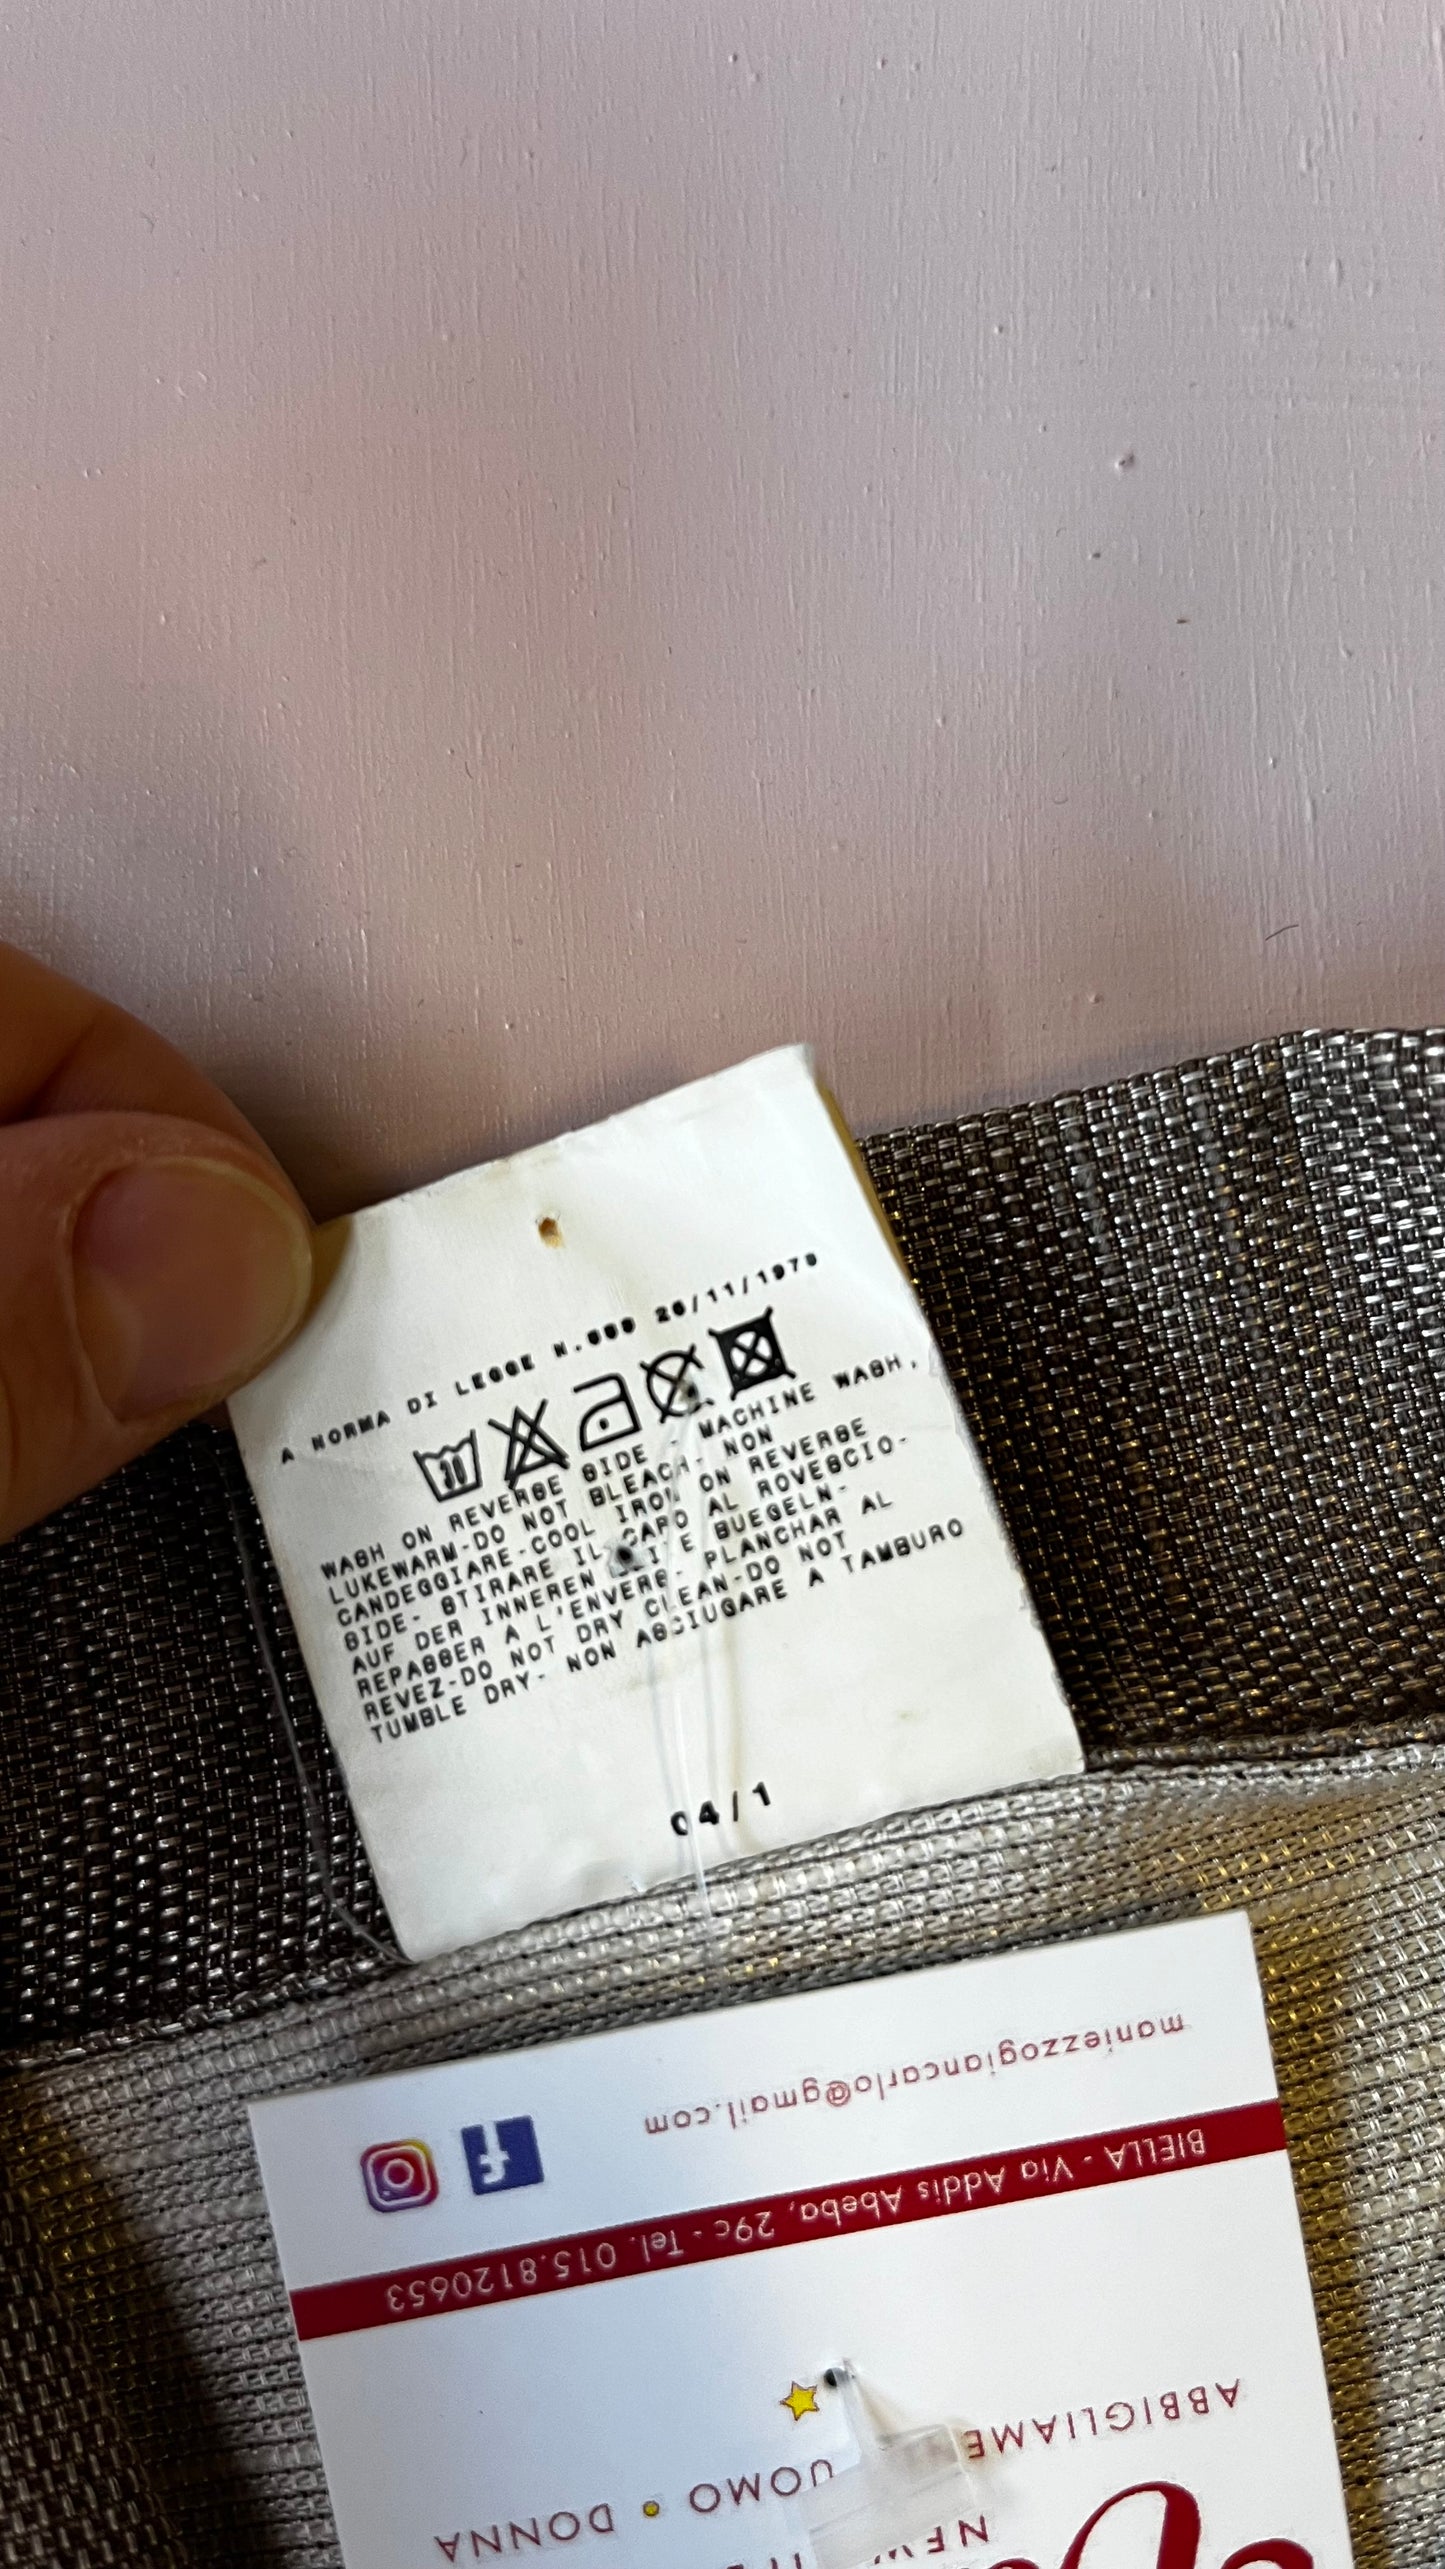 A NORMA DI LEGGE N.669 26/11/1973
30
WASH ON REVERSE SIDE - MACHINE WASH,
LUKEWARM-DO NOT BLEACH- NON
CANDEGGIARE-COOL IRON ON REVERSE
SIDE- STIRARE IL CAPO AL ROVESCIO-
AUF DER INNEREN BUEGELN-
REPASSER A L'ENVERS- PLANCHAR AL
REVEZ-DO NOT DRY CLEAN-DO NOT
TUMBLE DRY- NON ASCIUGARE A TAMBURO
04/1
ABBIGLIAME
UOMO • DONNA
BIELLA - Via Addis Abeba, 29c - Tel. 015.8120653
maniezzogiancarlo@gmail.com
f